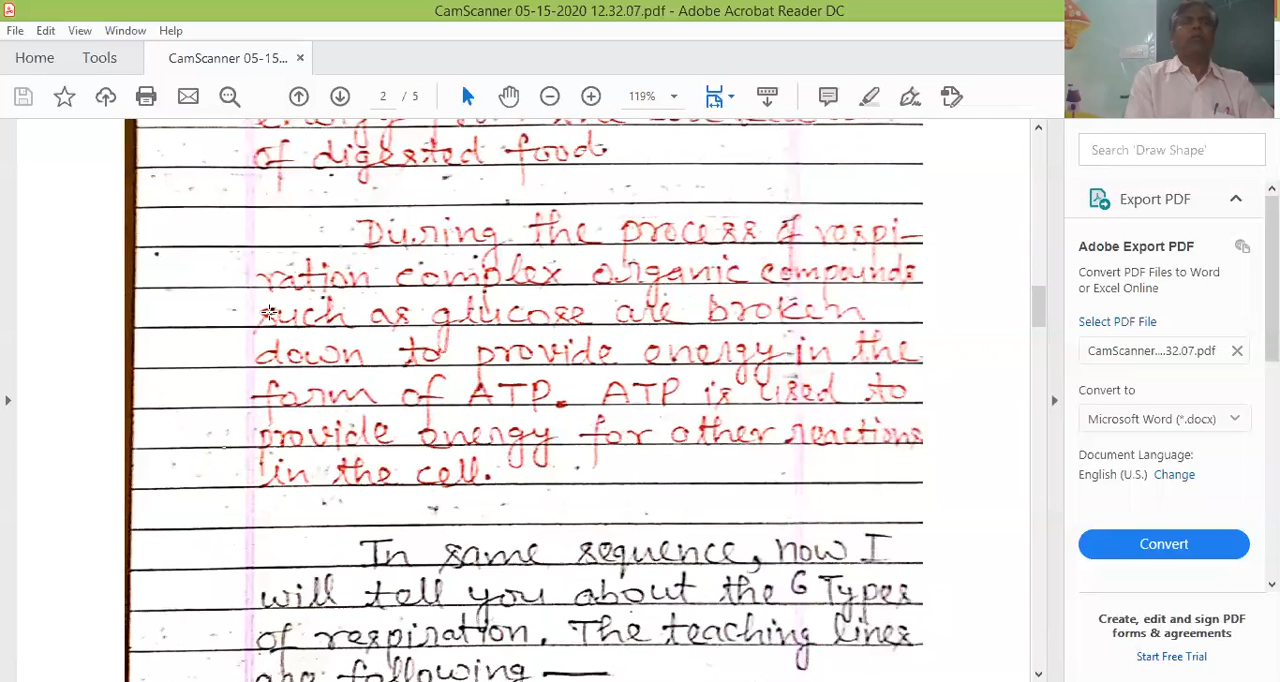 CamScanner 05-15-2020 12.32.07.pdf - Adobe Acrobat Reader DC
File Edit View Window Help
Home Tools CamScanner 05-15... ×
2 / 5 119%
Search 'Draw Shape'
Export PDF
Adobe Export PDF
Convert PDF Files to Word
or Excel Online
Select PDF File
CamScanner....32.07.pdf
Convert to
Microsoft Word (*.docx)
Document Language:
English (U.S.) Change
Convert
Create, edit and sign PDF
forms & agreements
Start Free Trial
of digested food.
During the process of respi-
ration complex organic compounds
such as glucose are broken
down to provide energy in the
form of ATP. ATP is used to
provide energy for other reactions
in the cell.
In same sequence, now I
will tell you about the 6 Types
of respiration. The teaching lines
are following —